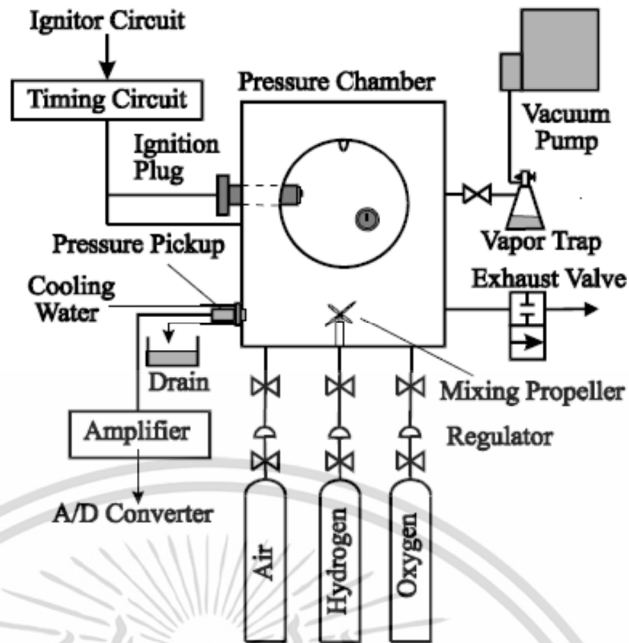 Ignitor Circuit
Timing Circuit
Pressure Chamber
Vacuum
Pump
Ignition
Plug
Pressure Pickup
Vapor Trap
Cooling
Water
Exhaust Valve
Drain
Mixing Propeller
Amplifier
Regulator
A/D Converter
Air
Hydrogen
Oxygen